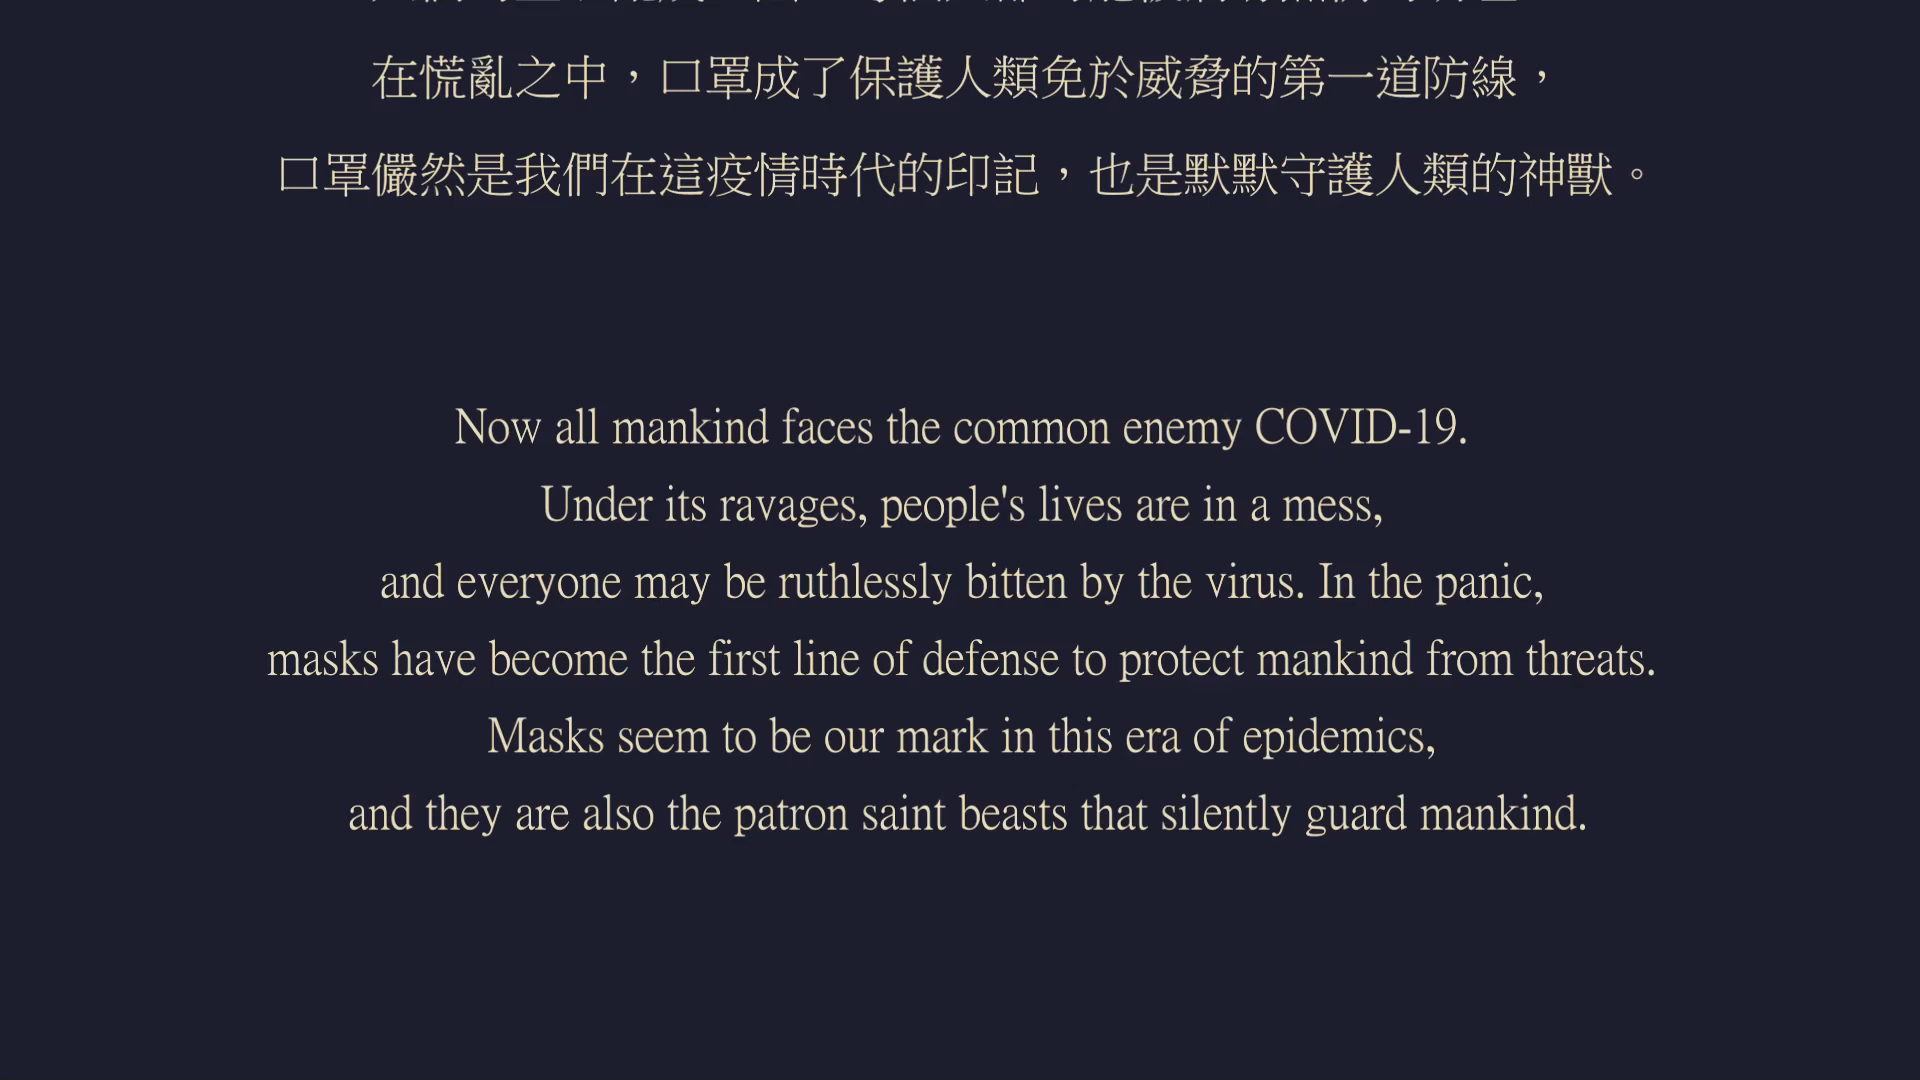 在慌亂之中，口罩成了保護人類免於威脅的第一道防線，
口罩儼然是我們在這疫情時代的印記，也是默默守護人類的神獸。
Now all mankind faces the common enemy COVID-19.
Under its ravages, people's lives are in a mess,
and everyone may be ruthlessly bitten by the virus. In the panic,
masks have become the first line of defense to protect mankind from threats.
Masks seem to be our mark in this era of epidemics,
and they are also the patron saint beasts that silently guard mankind.